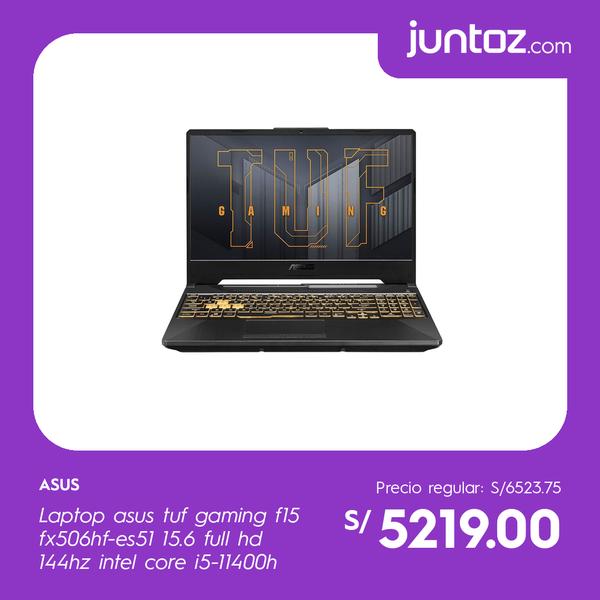 juntoz.com
TUF
GAMING
ASUS
ASUS
Laptop asus tuf gaming f15
fx506hf-es51 15.6 full hd
144hz intel core i5-11400h
Precio regular: S/6523.75
S/ 5219.00